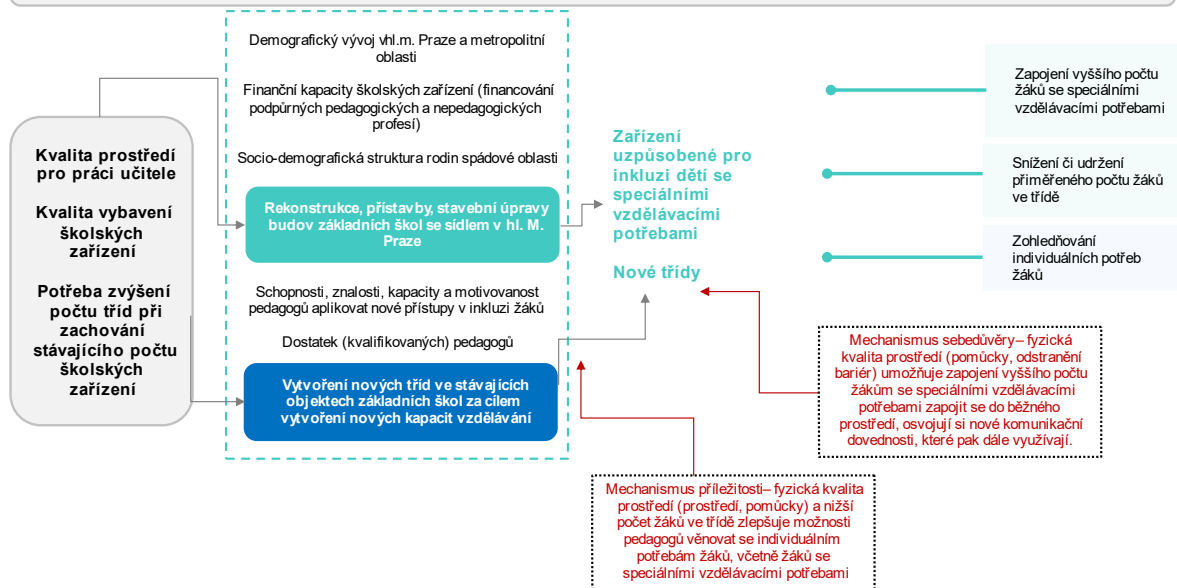 Kvalita prostředí
pro práci učitele
Kvalita vybavení
školských
zařízení
Potřeba zvýšení
počtu tříd při
zachování
stávajícího počtu
školských
zařízení
Demografický vývoj vhl.m. Praze a metropolitní
oblasti
Finanční kapacity školských zařízení (financování
podpůrných pedagogických a nepedagogických
profesí)
Socio-demografická struktura rodin spádové oblasti
Rekonstrukce, přístavby, stavební úpravy
budov základních škol se sídlem v hl. M.
Praze
Schopnosti, znalosti, kapacity a motivovanost
pedagogů aplikovat nové přístupy v inkluzi žáků
Dostatek (kvalifikovaných) pedagogů
Vytvoření nových tříd ve stávajících
objektech základních škol za cílem
vytvoření nových kapacit vzdělávání
Zařízení
uzpůsobené pro
inkluzi dětí se
speciálními
vzdělávacími
potřebami
Nové třídy
Zapojení vyššího počtu
žáků se speciálními
vzdělávacími potřebami
Snížení či udržení
přiměřeného počtu žáků
ve třídě
Zohledňování
individuálních potřeb
žáků
Mechanismus sebedůvěry– fyzická
kvalita prostředí (pomůcky, odstranění
bariér) umožňuje zapojení vyššího počtu
žákům se speciálními vzdělávacími
potřebami zapojit se do běžného
prostředí, osvojují si nové komunikační
dovednosti, které pak dále využívají.
Mechanismus příležitosti– fyzická kvalita
prostředí (prostředí, pomůcky) a nižší
počet žáků ve třídě zlepšuje možnosti
pedagogů věnovat se individuálním
potřebám žáků, včetně žáků se
speciálními vzdělávacími potřebami